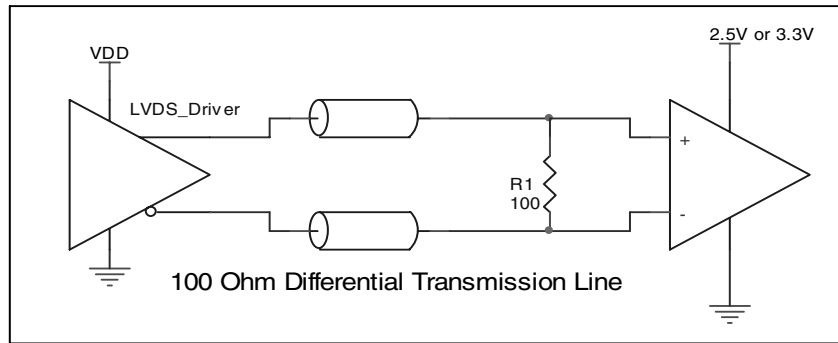 VDD
2.5V or 3.3V
LVDS_Driver
+
R1
100
-
100 Ohm Differential Transmission Line